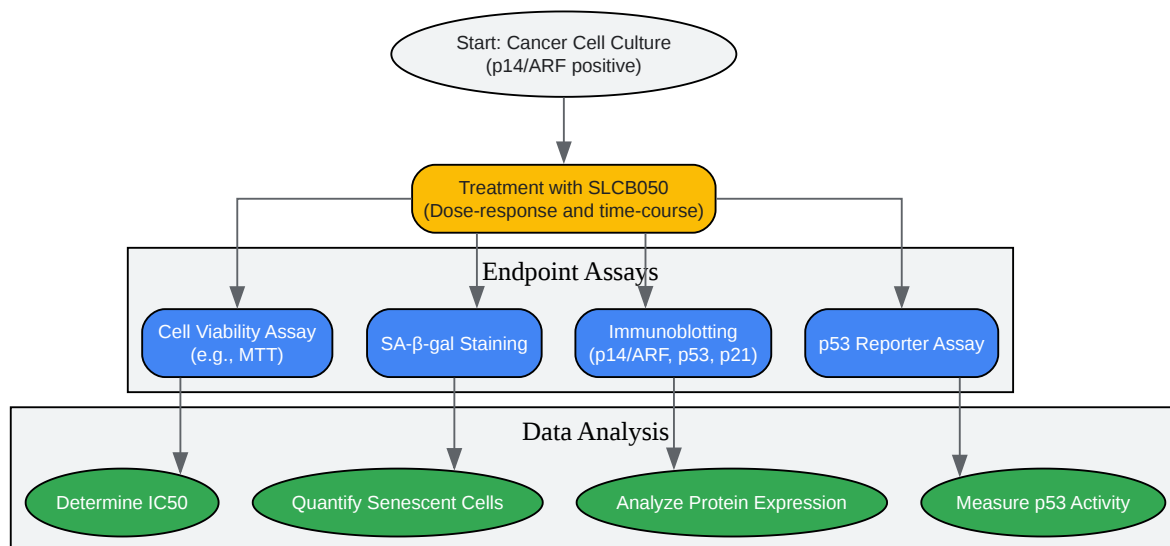 Start: Cancer Cell Culture
(p14/ARF positive)
Treatment with SLCB050
(Dose-response and time-course)
Endpoint Assays
Cell Viability Assay
(e.g., MTT)
SA-β-gal Staining
Immunoblotting
(p14/ARF, p53, p21)
p53 Reporter Assay
Data Analysis
Determine IC50
Quantify Senescent Cells
Analyze Protein Expression
Measure p53 Activity